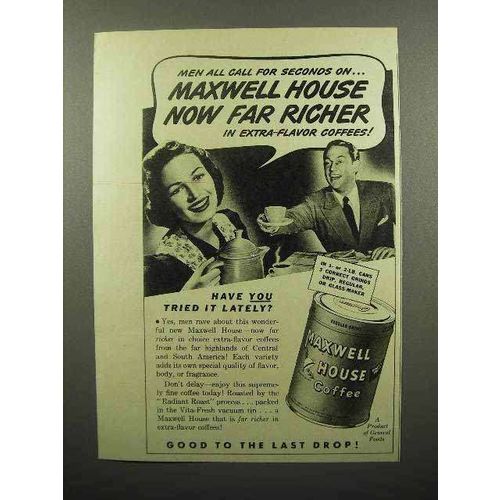 MEN ALL CALL FOR SECONDS ON...
MAXWELL HOUSE
NOW FAR RICHER
IN EXTRA-FLAVOR COFFEES!
HAVE YOU
TRIED IT LATELY?
• Yes, men rave about this wonder-
ful new Maxwell House—now far
richer in choice extra-flavor coffees
from the far highlands of Central
and South America! Each variety
adds its own special quality of flavor,
body, or fragrance.
Don't delay—enjoy this supreme-
ly fine coffee today! Roasted by the
"Radiant Roast" process... packed
in the Vita-Fresh vacuum tin... a
Maxwell House that is far richer in
extra-flavor coffees!
IN 1- or 2-LB. CANS
3 CORRECT GRINDS
DRIP, REGULAR,
OR GLASS-MAKER
REGULAR GRIND
MAXWELL
HOUSE
Coffee
A
Product
of General
Foods
GOOD TO THE LAST DROP!